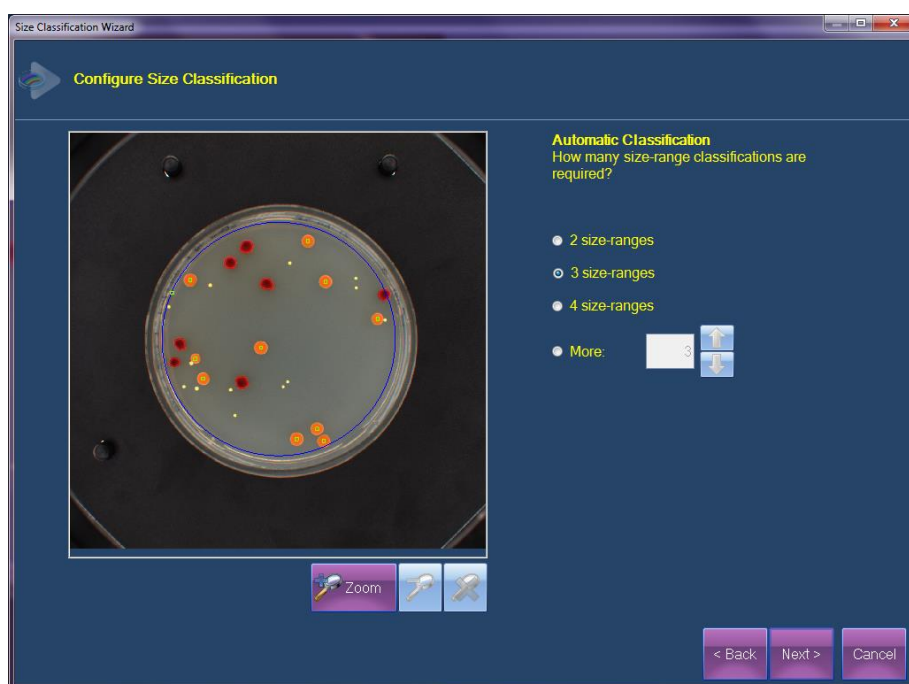 Size Classification Wizard
Configure Size Classification
Automatic Classification
How many size-range classifications are
required?
2 size-ranges
3 size-ranges
4 size-ranges
More: 3
Zoom
< Back Next > Cancel